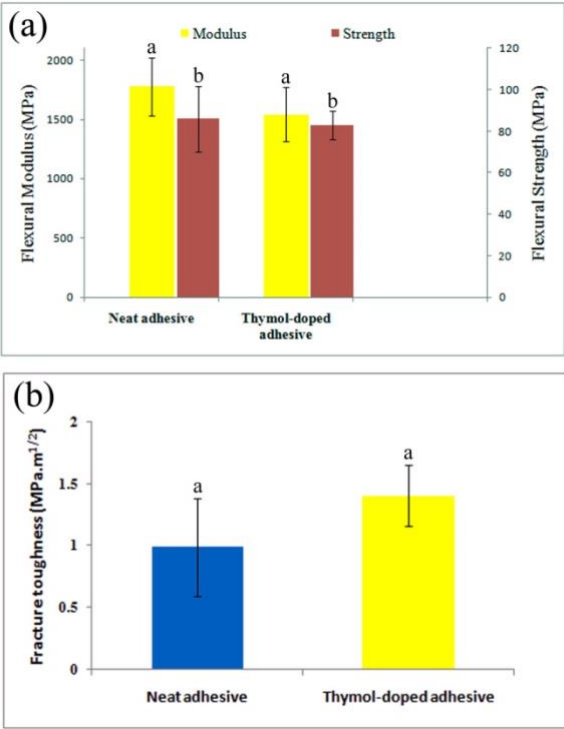 (a)
Modulus
Strength
a
b
a
b
Flexural Modulus (MPa)
2000
1500
1000
500
0
Flexural Strength (MPa)
120
100
80
60
40
20
0
Neat adhesive
Thymol-doped
adhesive
(b)
Fracture toughness (MPa.m^1/2)
2
1.5
1
0.5
0
a
a
Neat adhesive
Thymol-doped adhesive